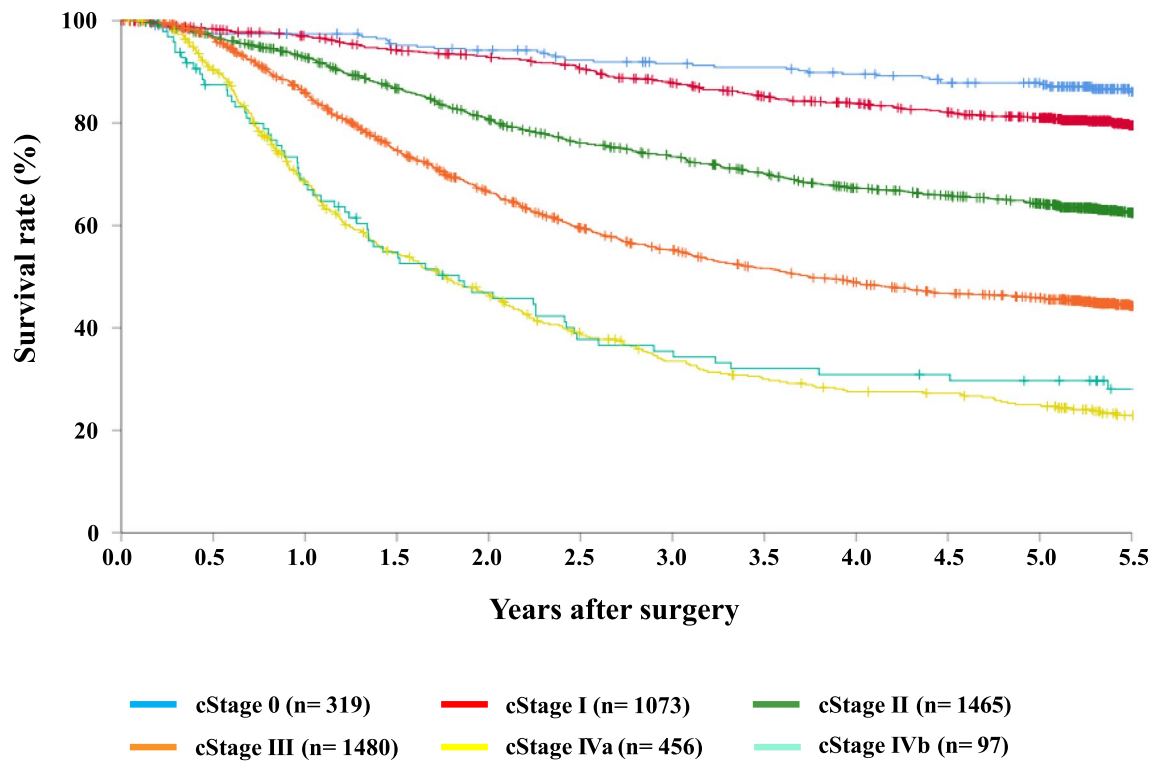 Survival rate (%)
100
80
60
40
20
0
0.0 0.5 1.0 1.5 2.0 2.5 3.0 3.5 4.0 4.5 5.0 5.5
Years after surgery
cStage 0 (n= 319) cStage I (n= 1073) cStage II (n= 1465)
cStage III (n= 1480) cStage IVa (n= 456) cStage IVb (n= 97)